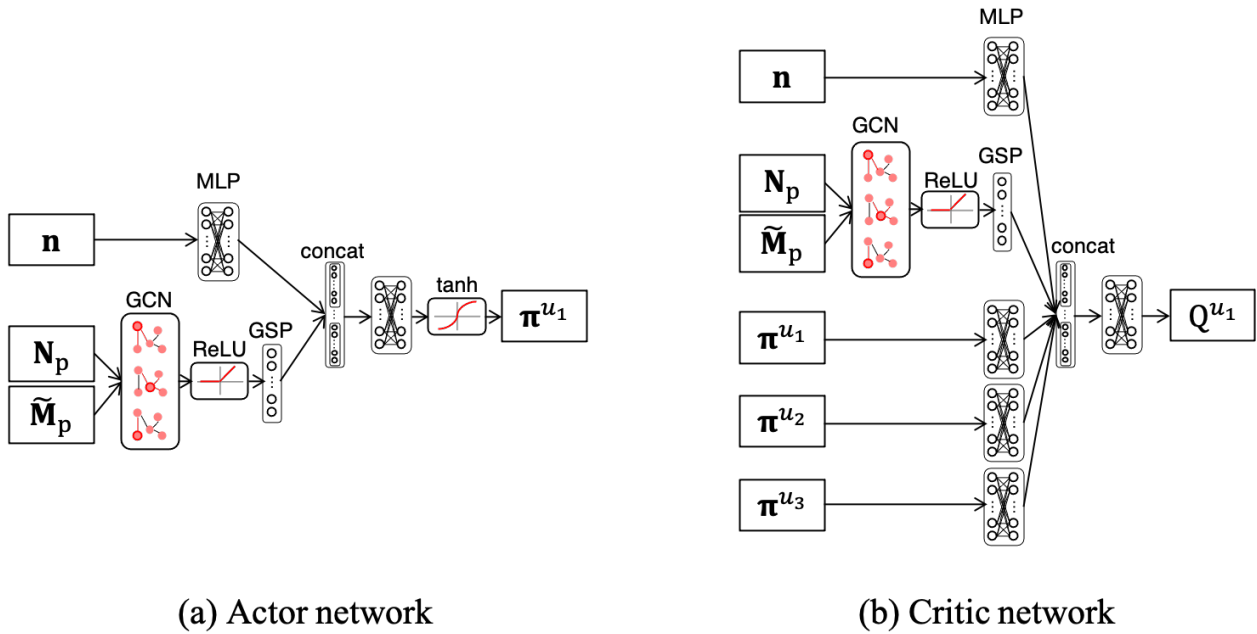 n
MLP
N_p
M̃_p
GCN
ReLU
GSP
concat
tanh
π^{u_1}
(a) Actor network
n
MLP
N_p
M̃_p
GCN
ReLU
GSP
π^{u_1}
π^{u_2}
π^{u_3}
concat
Q^{u_1}
(b) Critic network